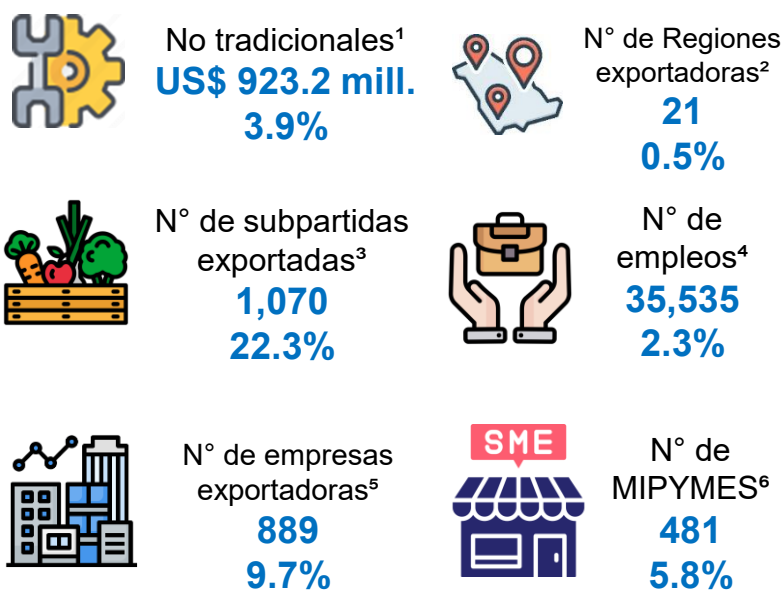 No tradicionales¹
US$ 923.2 mill.
3.9%
N° de Regiones
exportadoras²
21
0.5%
N° de subpartidas
exportadas³
1,070
22.3%
N° de
empleos⁴
35,535
2.3%
N° de empresas
exportadoras⁵
889
9.7%
SME
N° de
MIPYMES⁶
481
5.8%